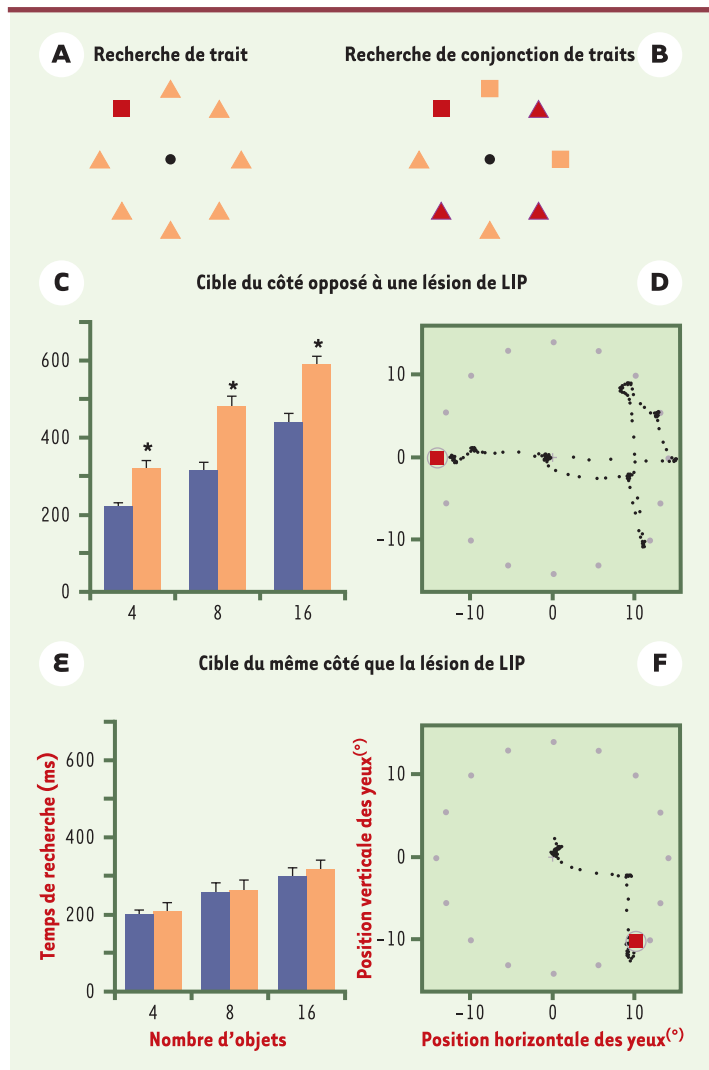 A Recherche de trait
Recherche de conjonction de traits B
C Cible du côté opposé à une lésion de LIP D
600
400
200
0
4 8 16
*
*
*
10
0
–10
–10 0 10
E Cible du même côté que la lésion de LIP F
Temps de recherche (ms)
600
400
200
0
4 8 16
Nombre d'objets
Position verticale des yeux(°)
10
0
–10
–10 0 10
Position horizontale des yeux(°)